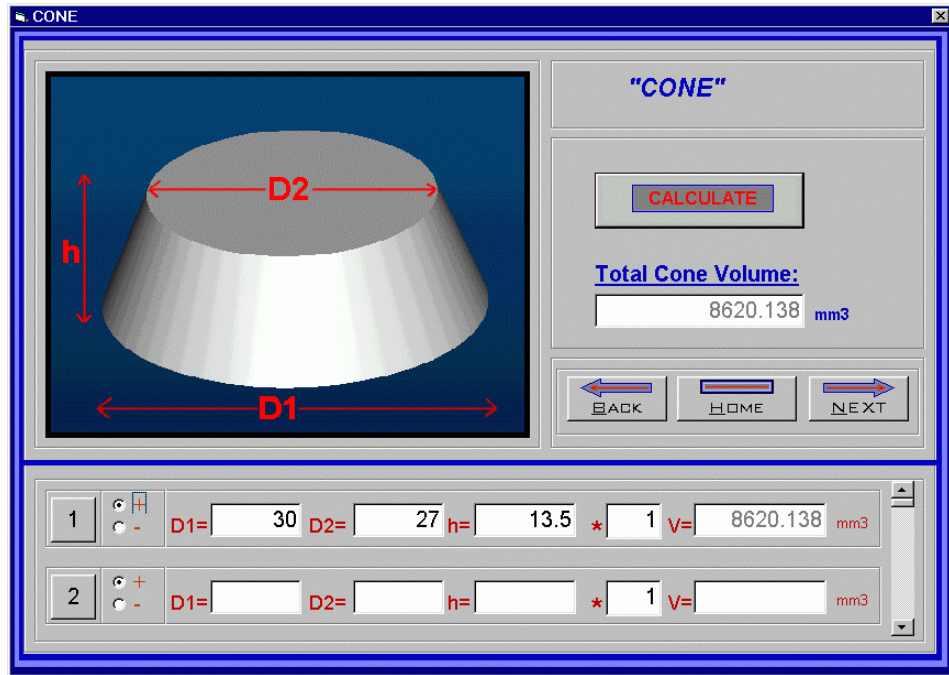 CONE
"CONE"
D2
h
D1
CALCULATE
Total Cone Volume:
8620.138 mm3
BACK HOME NEXT
1 + - D1= 30 D2= 27 h= 13.5 * 1 V= 8620.138 mm3
2 + - D1= D2= h= * 1 V= mm3